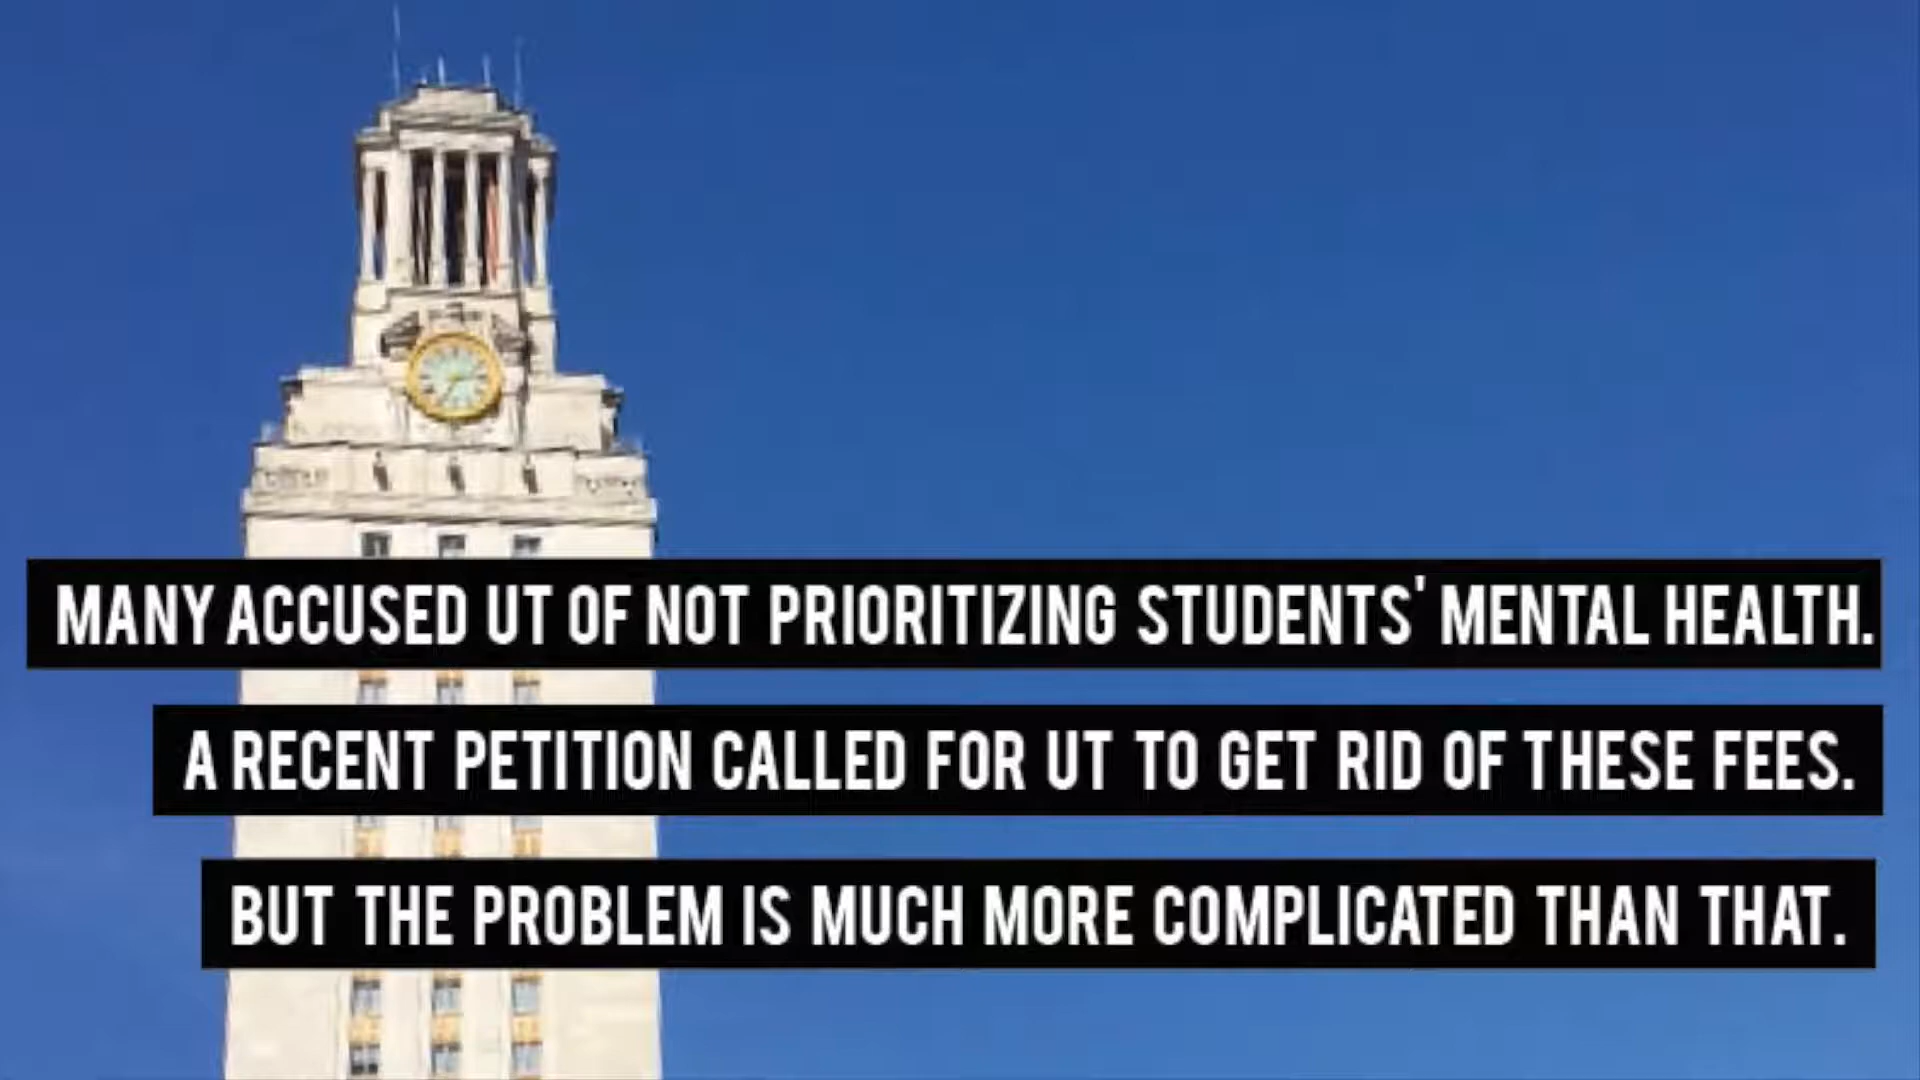 MANY ACCUSED UT OF NOT PRIORITIZING STUDENTS' MENTAL HEALTH.
A RECENT PETITION CALLED FOR UT TO GET RID OF THESE FEES.
BUT THE PROBLEM IS MUCH MORE COMPLICATED THAN THAT.